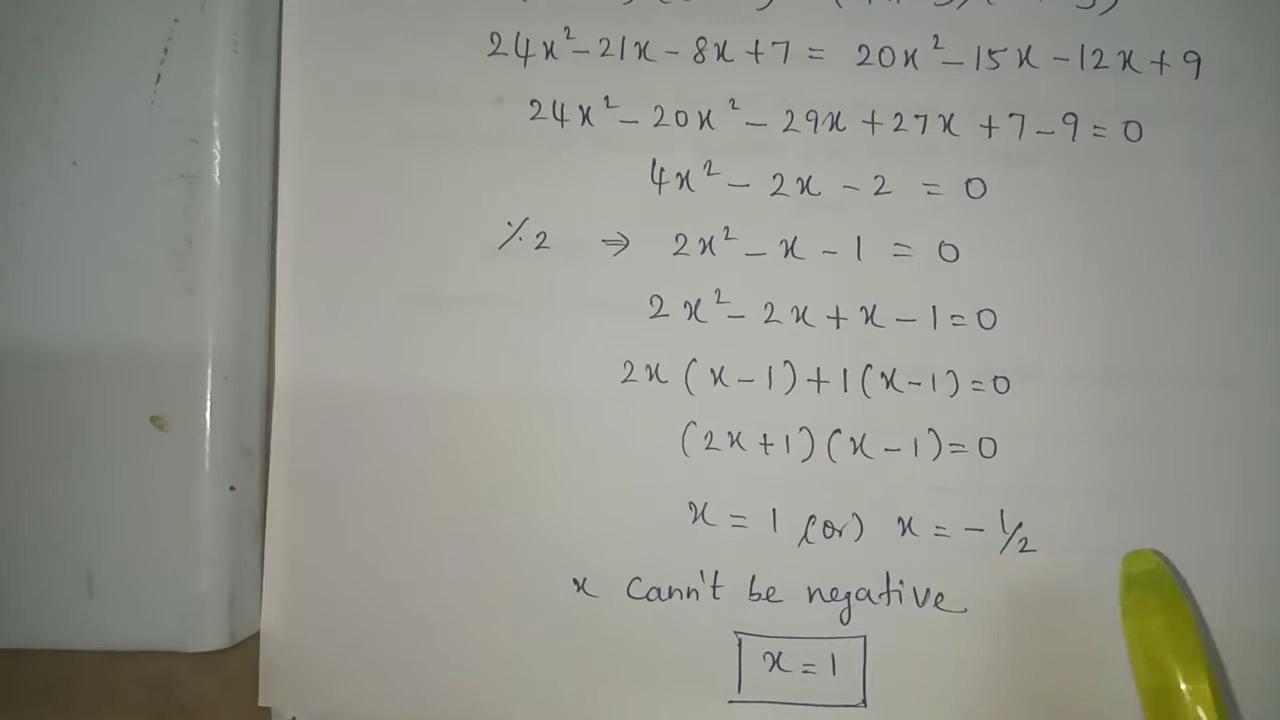 24x² - 21x - 8x + 7 = 20x² - 15x - 12x + 9
24x² - 20x² - 29x + 27x + 7 - 9 = 0
4x² - 2x - 2 = 0
⁒2 ⇒ 2x² - x - 1 = 0
2x² - 2x + x - 1 = 0
2x (x - 1) + 1(x - 1) = 0
(2x + 1)(x - 1) = 0
x = 1 (or) x = - 1/2
x Cann't be negative
x = 1